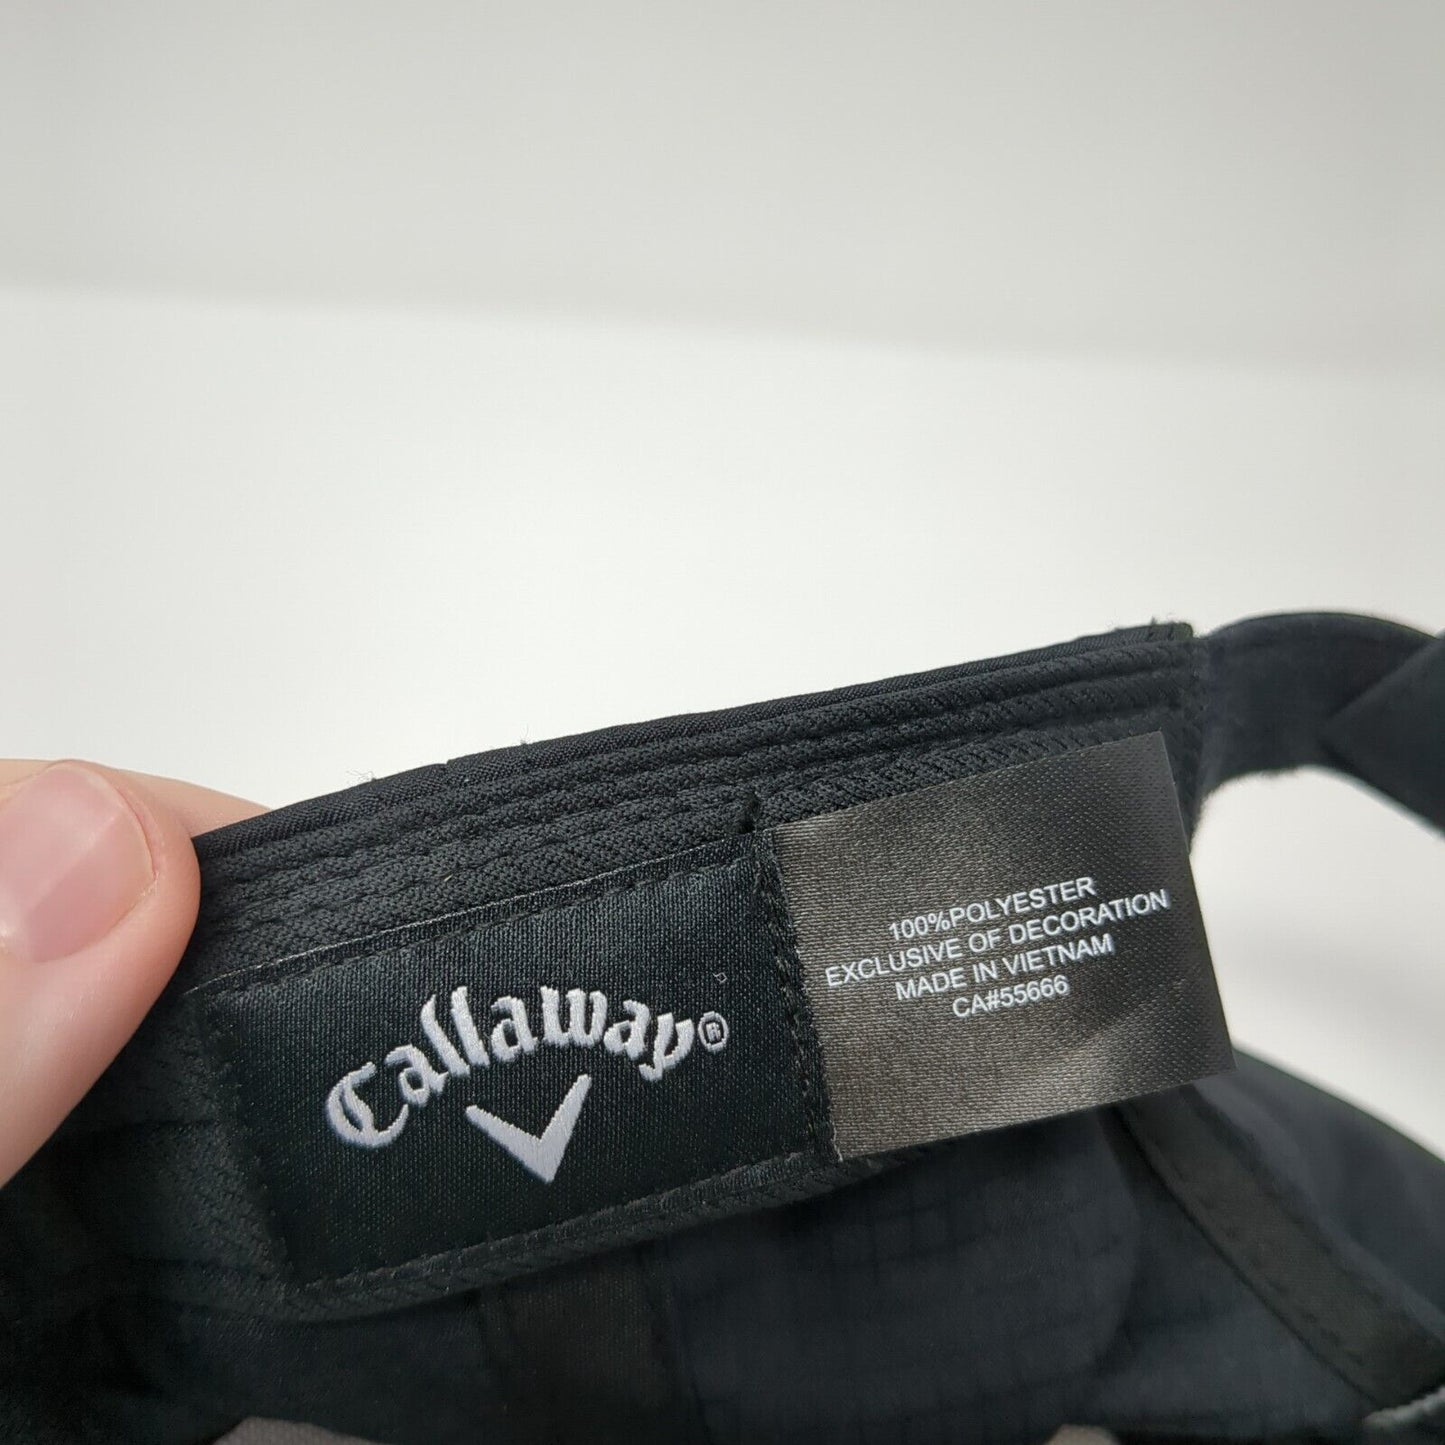 Callaway®
100%POLYESTER
EXCLUSIVE OF DECORATION
MADE IN VIETNAM
CA#55666